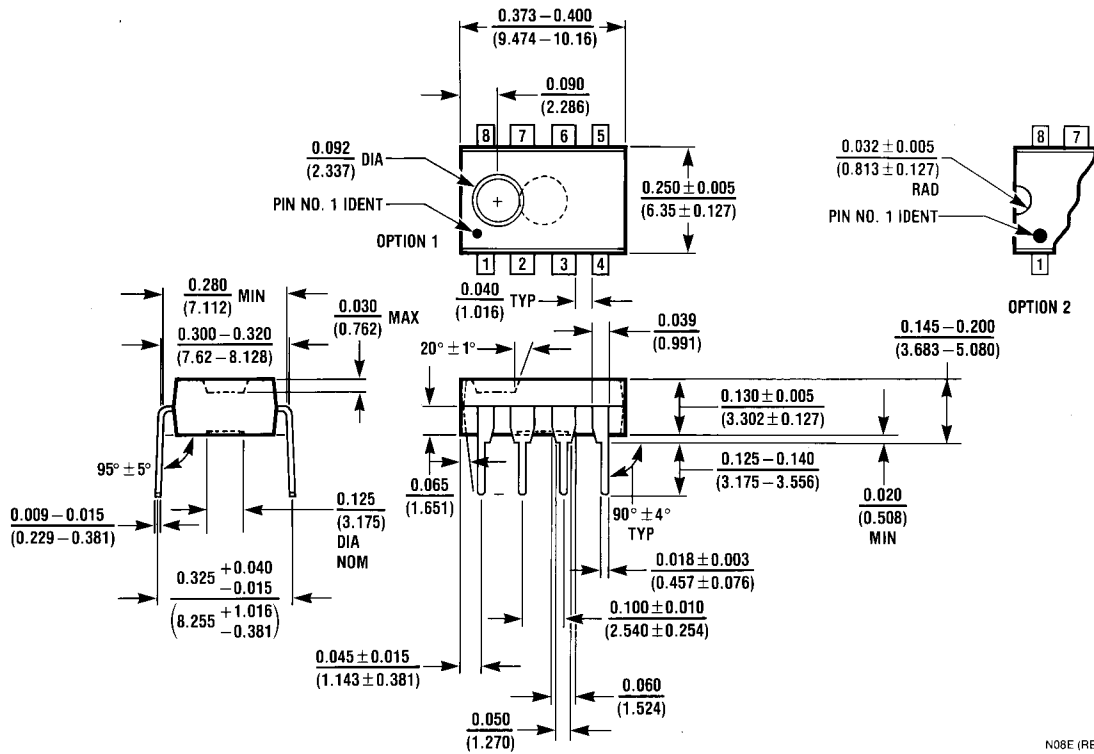 0.373 – 0.400
(9.474 – 10.16)
0.090
(2.286)
8 7 6 5
0.092 DIA
(2.337)
PIN NO. 1 IDENT
OPTION 1
0.250 ± 0.005
(6.35 ± 0.127)
1 2 3 4
8 7
0.032 ± 0.005
(0.813 ± 0.127)
RAD
PIN NO. 1 IDENT
1
OPTION 2
0.280 MIN
(7.112)
0.300 – 0.320
(7.62 – 8.128)
0.030 MAX
(0.762)
0.040 TYP
(1.016)
20° ± 1°
0.039
(0.991)
0.145 – 0.200
(3.683 – 5.080)
0.130 ± 0.005
(3.302 ± 0.127)
95° ± 5°
0.065
(1.651)
0.125 – 0.140
(3.175 – 3.556)
0.020
(0.508)
MIN
90° ± 4°
TYP
0.009 – 0.015
(0.229 – 0.381)
0.125
(3.175)
DIA
NOM
0.018 ± 0.003
(0.457 ± 0.076)
0.325 +0.040 −0.015
(8.255 +1.016 −0.381)
0.100 ± 0.010
(2.540 ± 0.254)
0.045 ± 0.015
(1.143 ± 0.381)
0.060
(1.524)
0.050
(1.270)
N08E (RE